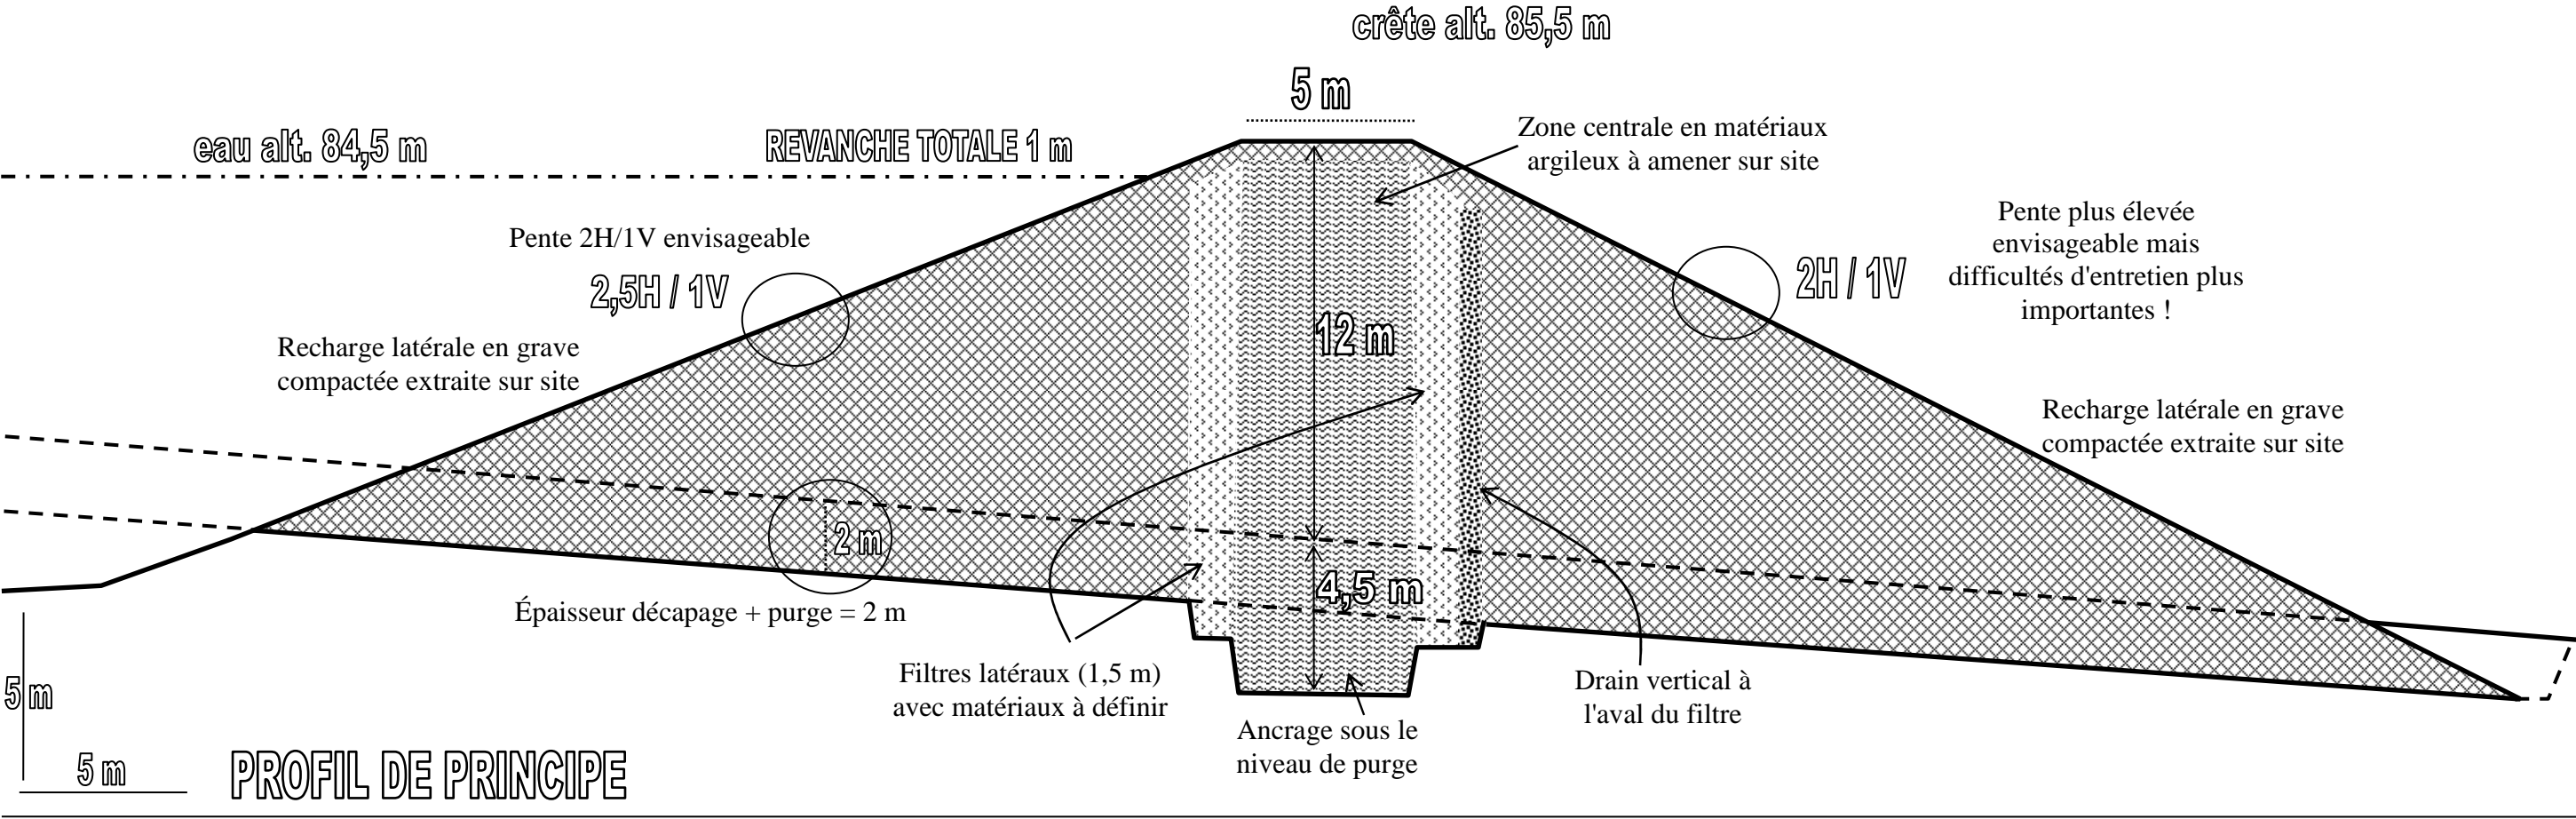 crête alt. 85,5 m
5 m
eau alt. 84,5 m
REVANCHE TOTALE 1 m
Zone centrale en matériaux
argileux à amener sur site
Pente 2H/1V envisageable
2,5H / 1V
2H / 1V
Pente plus élevée
envisageable mais
difficultés d'entretien plus
importantes !
Recharge latérale en grave
compactée extraite sur site
12 m
Recharge latérale en grave
compactée extraite sur site
2 m
4,5 m
Épaisseur décapage + purge = 2 m
Filtres latéraux (1,5 m)
avec matériaux à définir
Ancrage sous le
niveau de purge
Drain vertical à
l'aval du filtre
5 m
5 m
PROFIL DE PRINCIPE